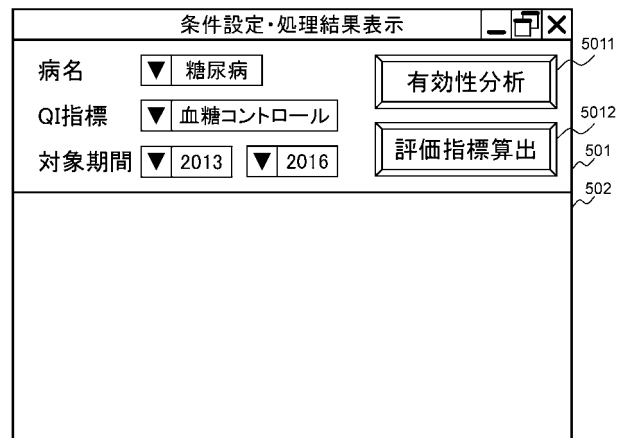 条件設定・処理結果表示
病名 ▼ 糖尿病
有効性分析
5011
QI指標 ▼ 血糖コントロール
評価指標算出
5012
対象期間 ▼ 2013 ▼ 2016
501
502